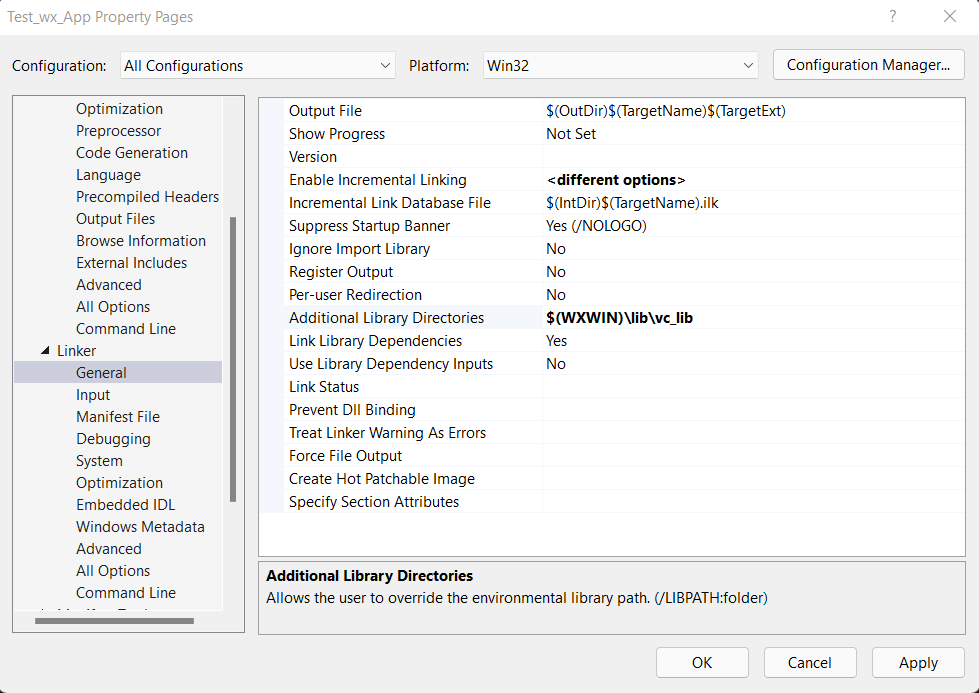 Test_wx_App Property Pages
?
Configuration: All Configurations Platform: Win32 Configuration Manager...
Optimization
Preprocessor
Code Generation
Language
Precompiled Headers
Output Files
Browse Information
External Includes
Advanced
All Options
Command Line
Linker
General
Input
Manifest File
Debugging
System
Optimization
Embedded IDL
Windows Metadata
Advanced
All Options
Command Line
Output File $(OutDir)$(TargetName)$(TargetExt)
Show Progress Not Set
Version
Enable Incremental Linking <different options>
Incremental Link Database File $(IntDir)$(TargetName).ilk
Suppress Startup Banner Yes (/NOLOGO)
Ignore Import Library No
Register Output No
Per-user Redirection No
Additional Library Directories $(WXWIN)\lib\vc_lib
Link Library Dependencies Yes
Use Library Dependency Inputs No
Link Status
Prevent Dll Binding
Treat Linker Warning As Errors
Force File Output
Create Hot Patchable Image
Specify Section Attributes
Additional Library Directories
Allows the user to override the environmental library path. (/LIBPATH:folder)
OK Cancel Apply